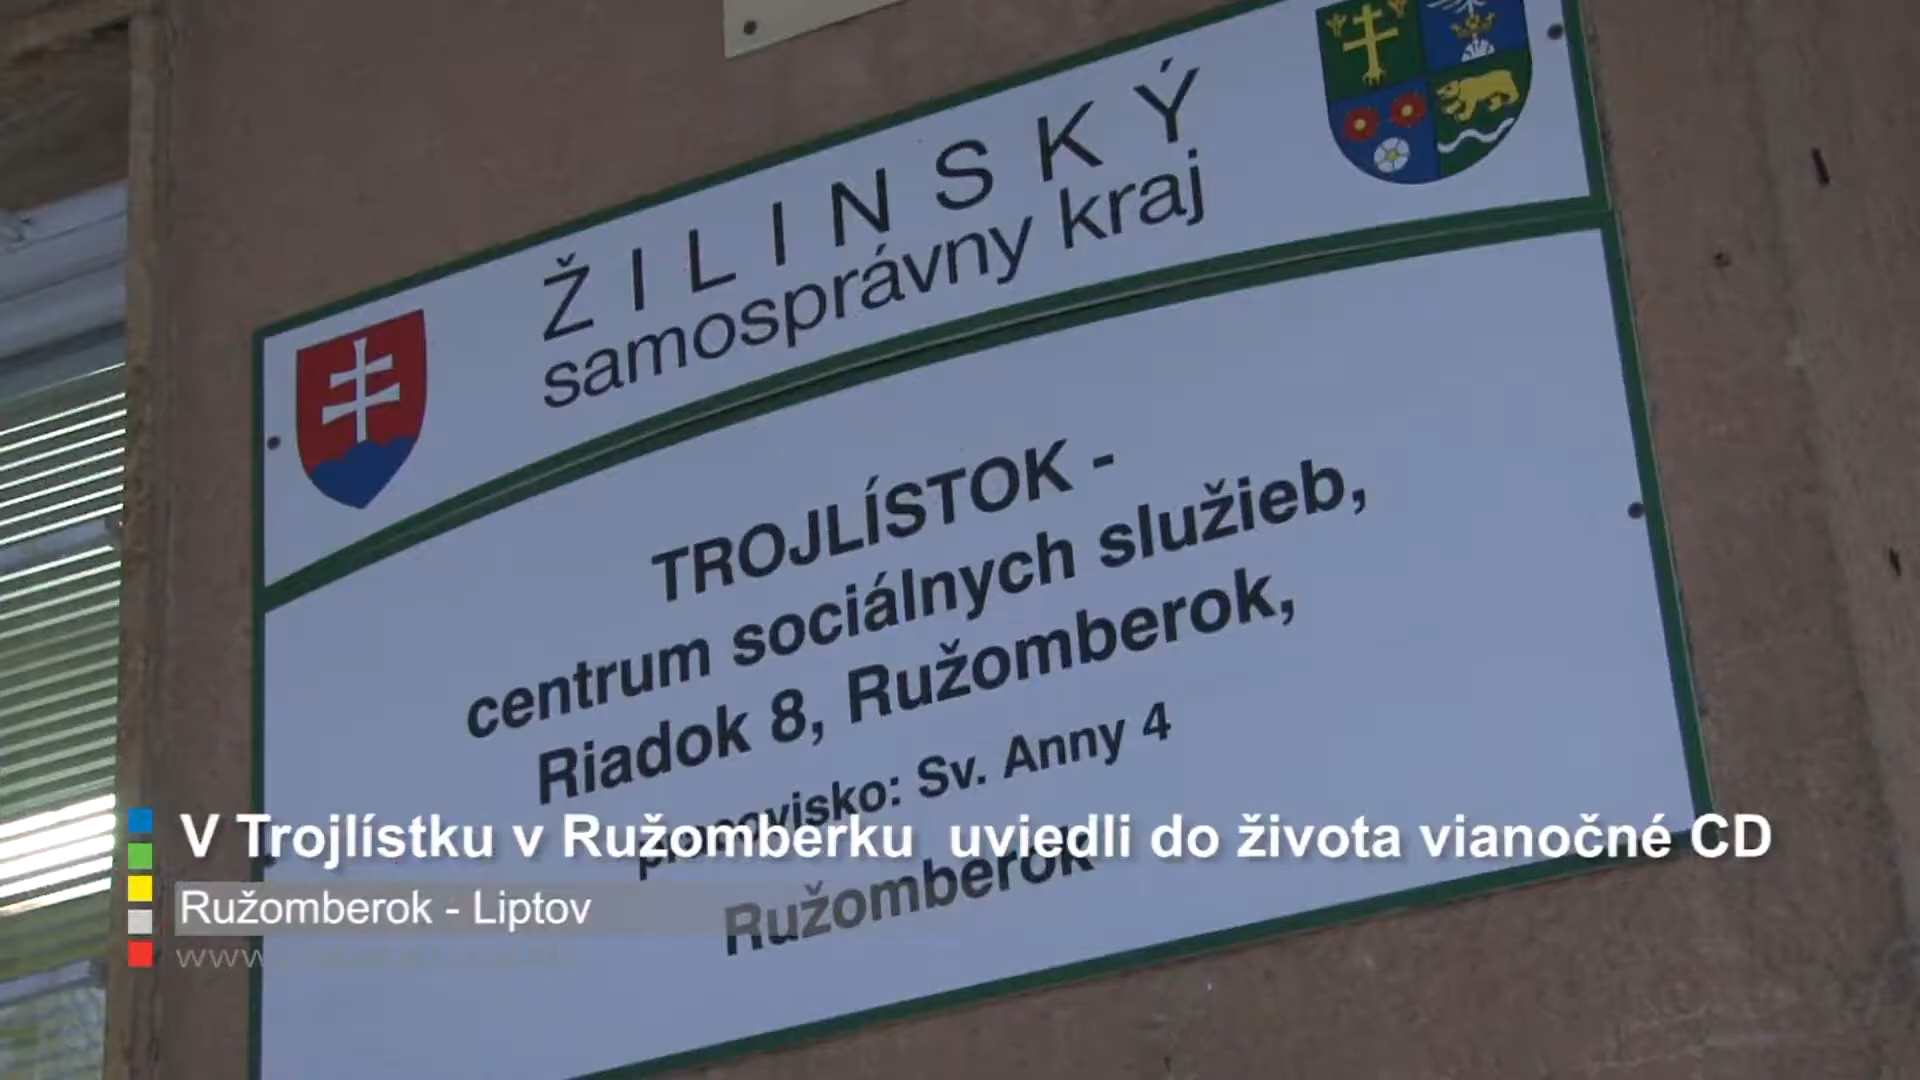 ŽILINSKÝ
samosprávny kraj
TROJLÍSTOK -
centrum sociálnych služieb,
Riadok 8, Ružomberok,
pracovisko: Sv. Anny 4
Ružomberok
V Trojlístku v Ružomberku uviedli do života vianočné CD
Ružomberok - Liptov